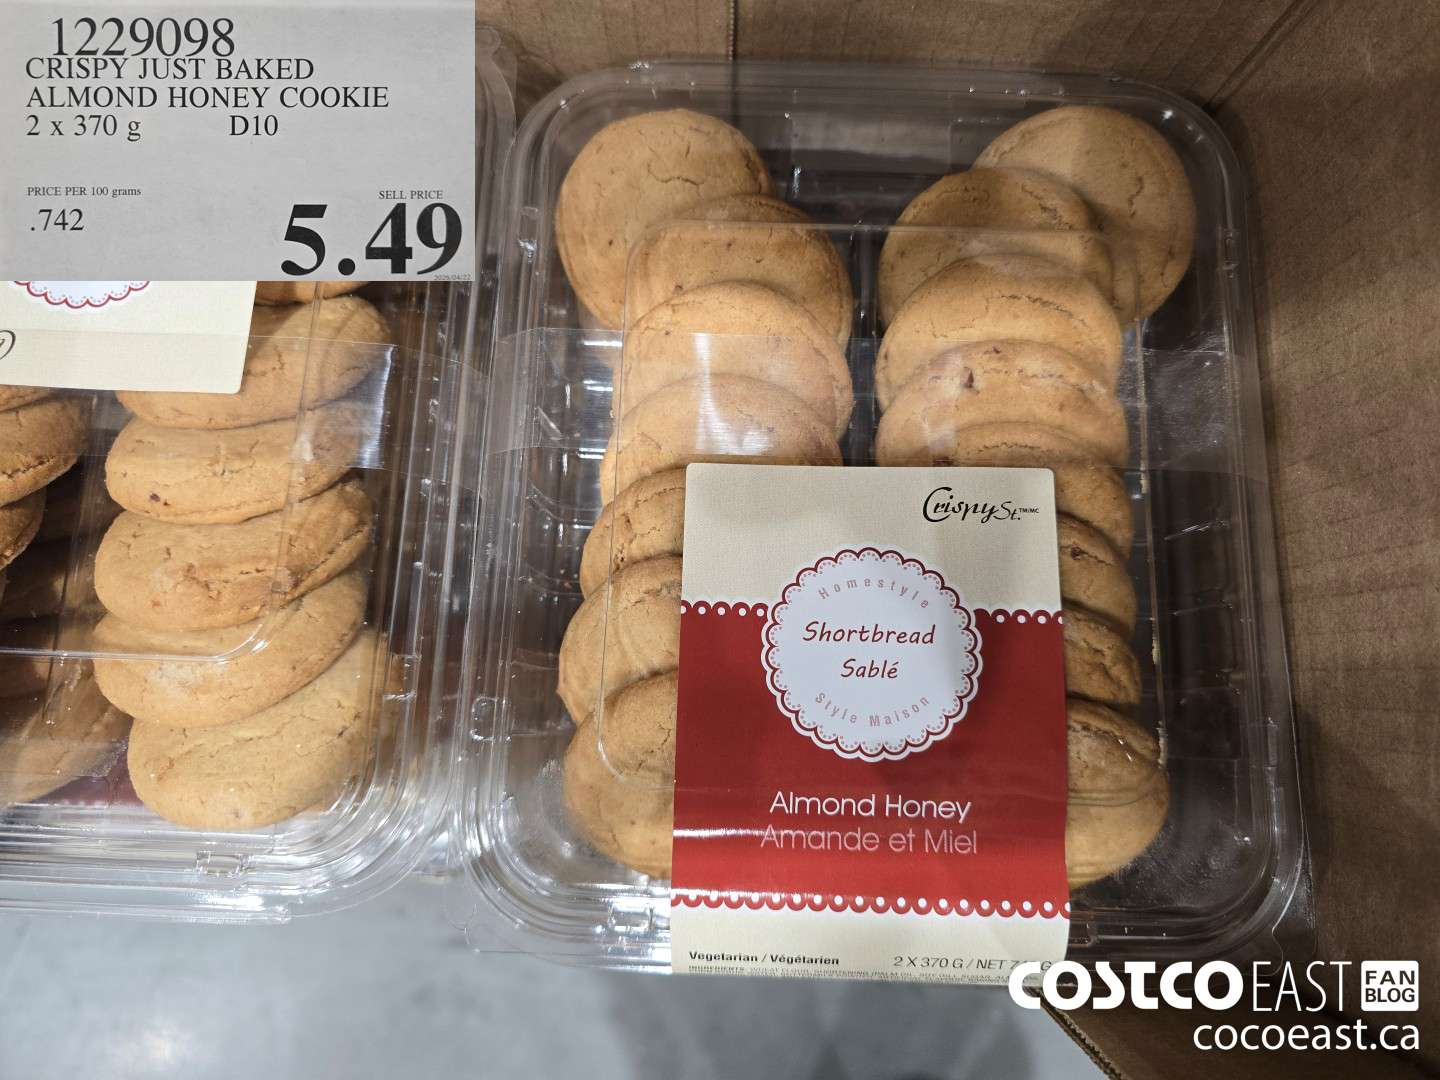 1229098
CRISPY JUST BAKED
ALMOND HONEY COOKIE
2 x 370 g D10
PRICE PER 100 grams
.742
SELL PRICE
5.49
CrispySt. TM/MC
Homestyle
Shortbread
Sablé
Style Maison
Almond Honey
Amande et Miel
Vegetarian / Végétarien
2 X 370 G / NET
COSTCO EAST FAN BLOG
cocoeast.ca